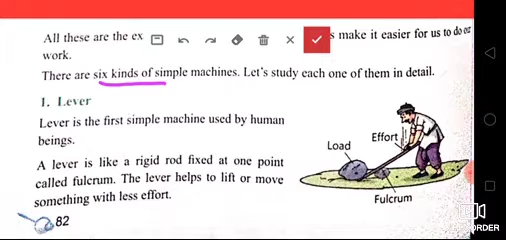 All these are the ex
s make it easier for us to do our
work.
There are six kinds of simple machines. Let's study each one of them in detail.
1. Lever
Lever is the first simple machine used by human
beings.
A lever is like a rigid rod fixed at one point
called fulcrum. The lever helps to lift or move
something with less effort.
Load
Effort
Fulcrum
82
ORDER